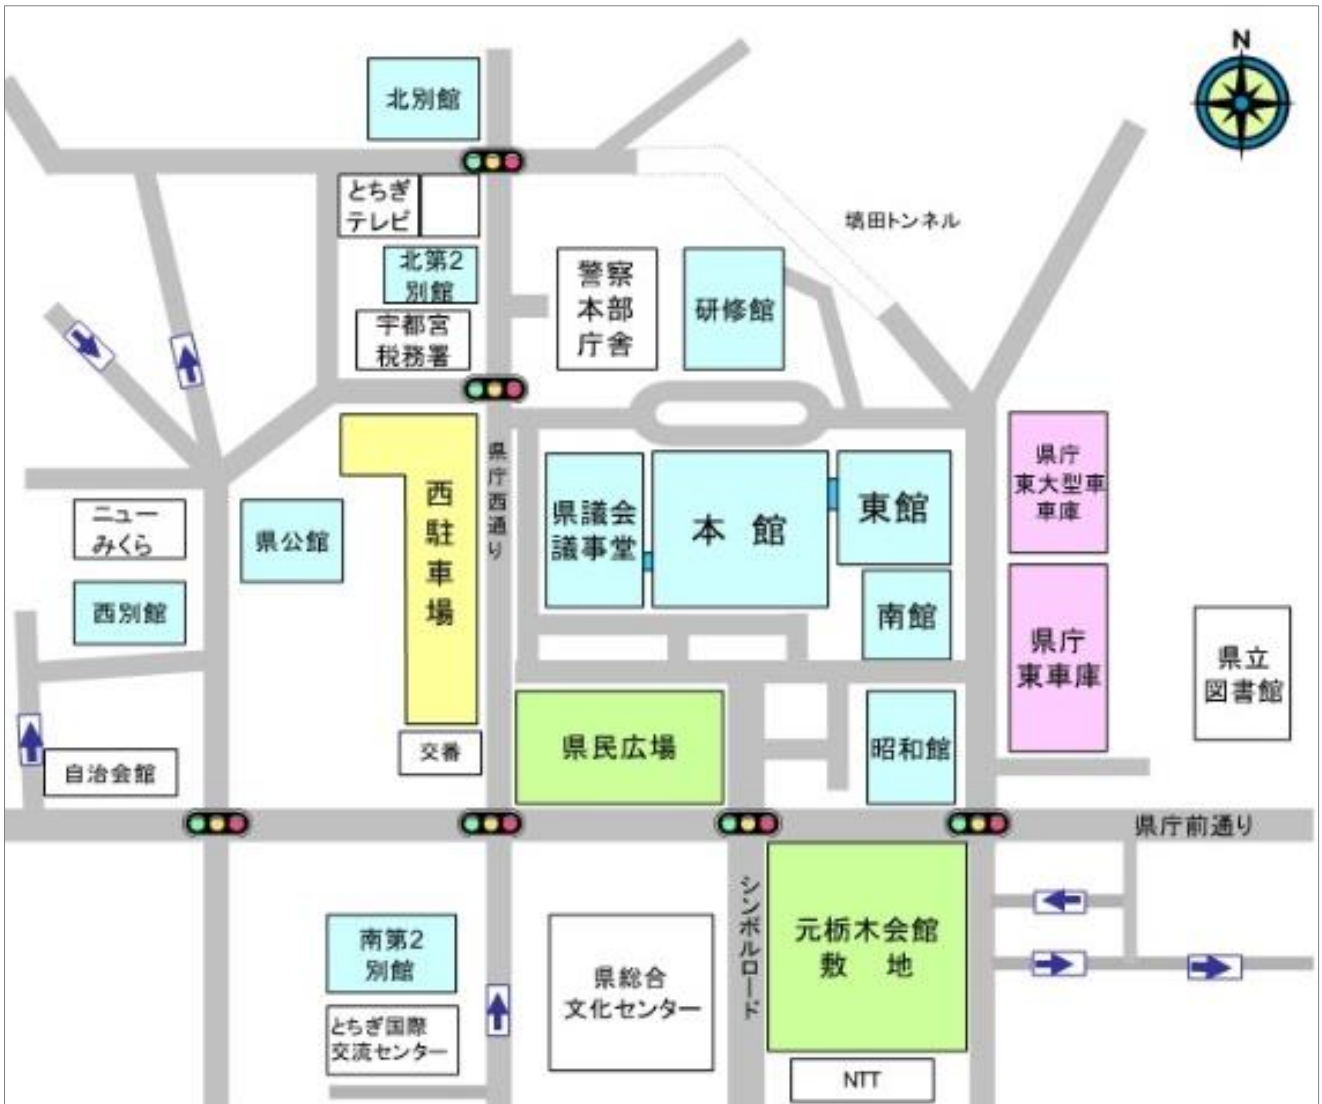 N
北別館
とちぎ
テレビ
塙田トンネル
北第2
別館
警察
本部
庁舎
研修館
宇都宮
税務署
県庁西通り
西駐車場
県議会
議事堂
本館
東館
県庁
東大型車
車庫
ニュー
みくら
県公館
西別館
南館
県庁
東車庫
県立
図書館
交番
県民広場
昭和館
自治会館
県庁前通り
シンボルロード
南第2
別館
県総合
文化センター
元栃木会館
敷地
とちぎ国際
交流センター
NTT